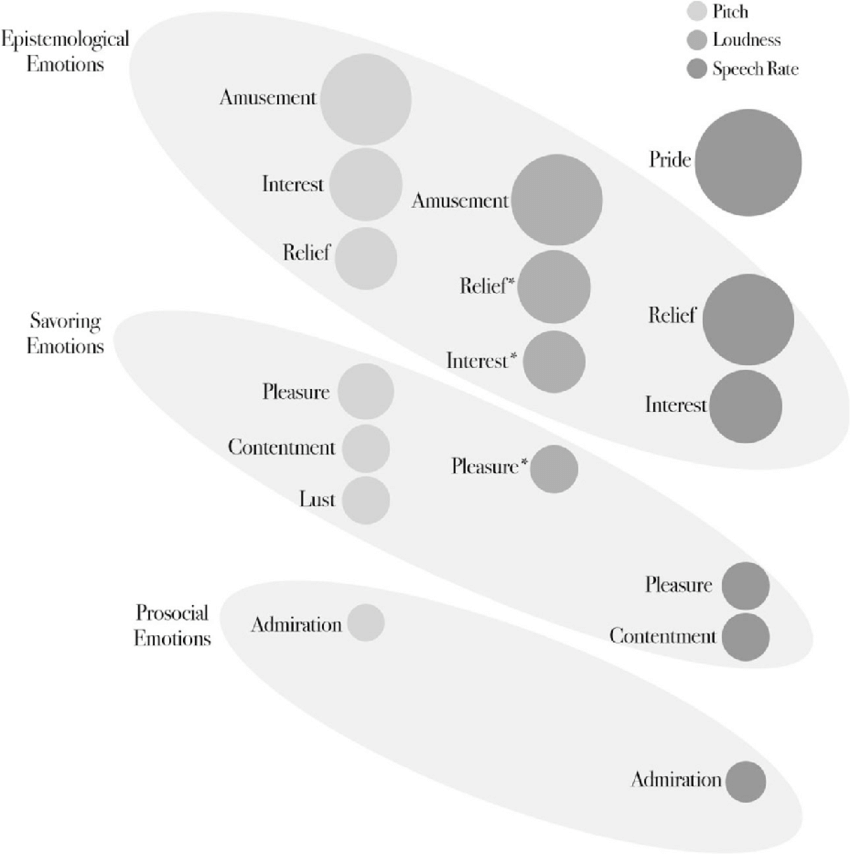 Pitch
Loudness
Speech Rate
Epistemological
Emotions
Amusement
Pride
Interest
Amusement
Relief
Relief*
Relief
Savoring
Emotions
Interest*
Pleasure
Interest
Contentment
Pleasure*
Lust
Pleasure
Prosocial
Emotions
Admiration
Contentment
Admiration